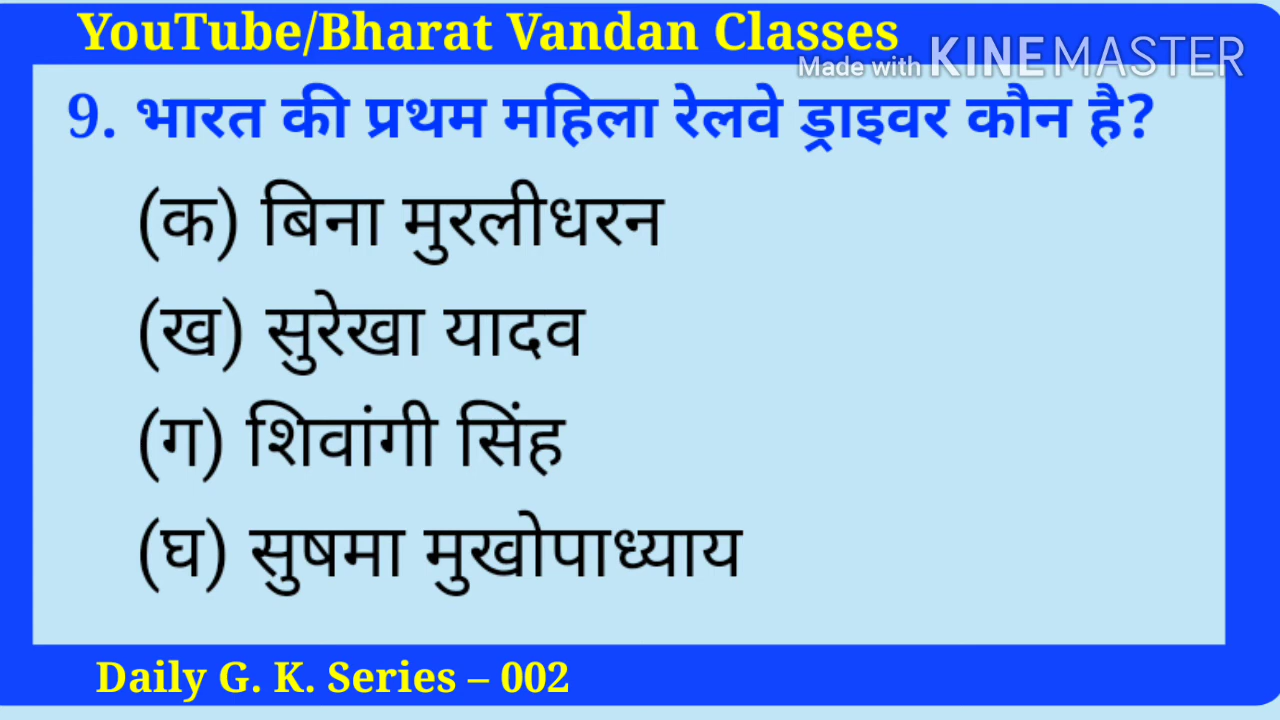 YouTube/Bharat Vandan Classes
Made with KINEMASTER
9. भारत की प्रथम महिला रेलवे ड्राइवर कौन है?
(क) बिना मुरलीधरन
(ख) सुरेखा यादव
(ग) शिवांगी सिंह
(घ) सुषमा मुखोपाध्याय
Daily G. K. Series – 002